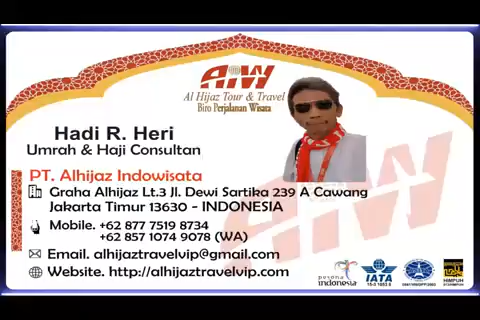 AIW
Al Hijaz Tour & Travel
Biro Perjalanan Wisata
Hadi R. Heri
Umrah & Haji Consultan
PT. Alhijaz Indowisata
Graha Alhijaz Lt.3 Jl. Dewi Sartika 239 A Cawang
Jakarta Timur 13630 - INDONESIA
Mobile. +62 877 7519 8734
+62 857 1074 9078 (WA)
Email. alhijaztravelvip@gmail.com
Website. http://alhijaztravelvip.com
pesona indonesia
IATA
HIMPUH